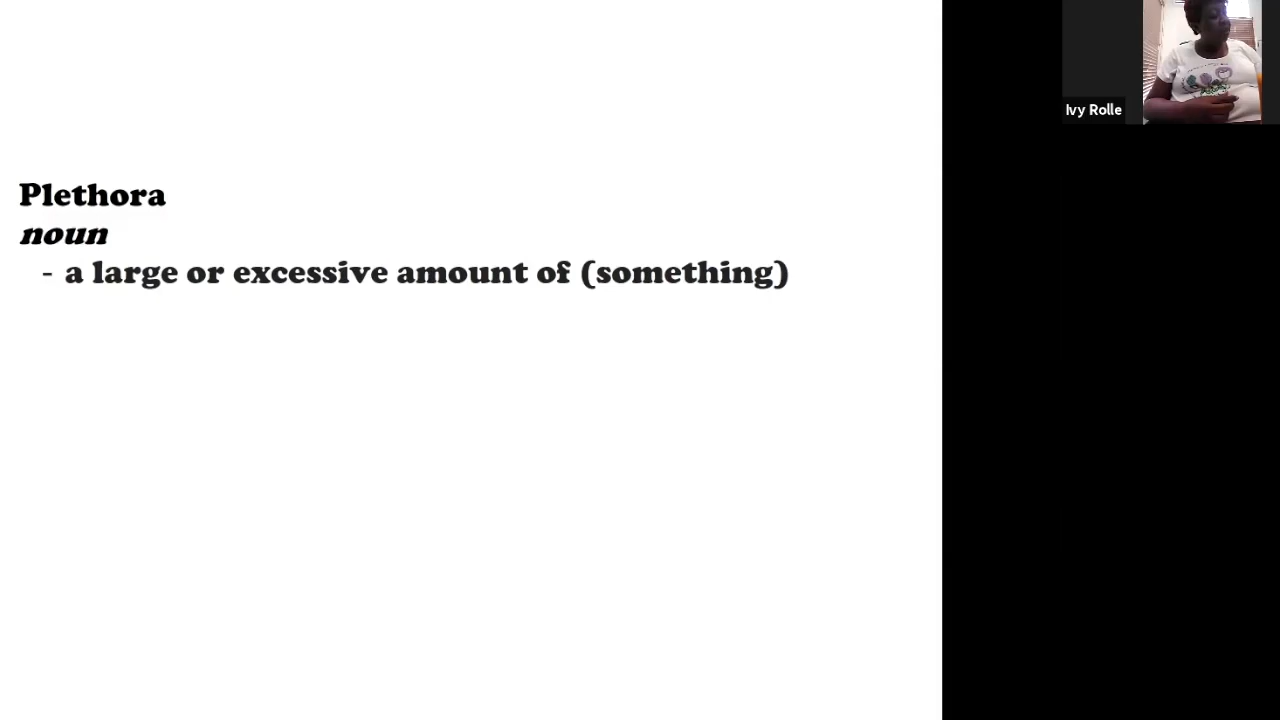 Plethora
noun
- a large or excessive amount of (something)
Ivy Rolle